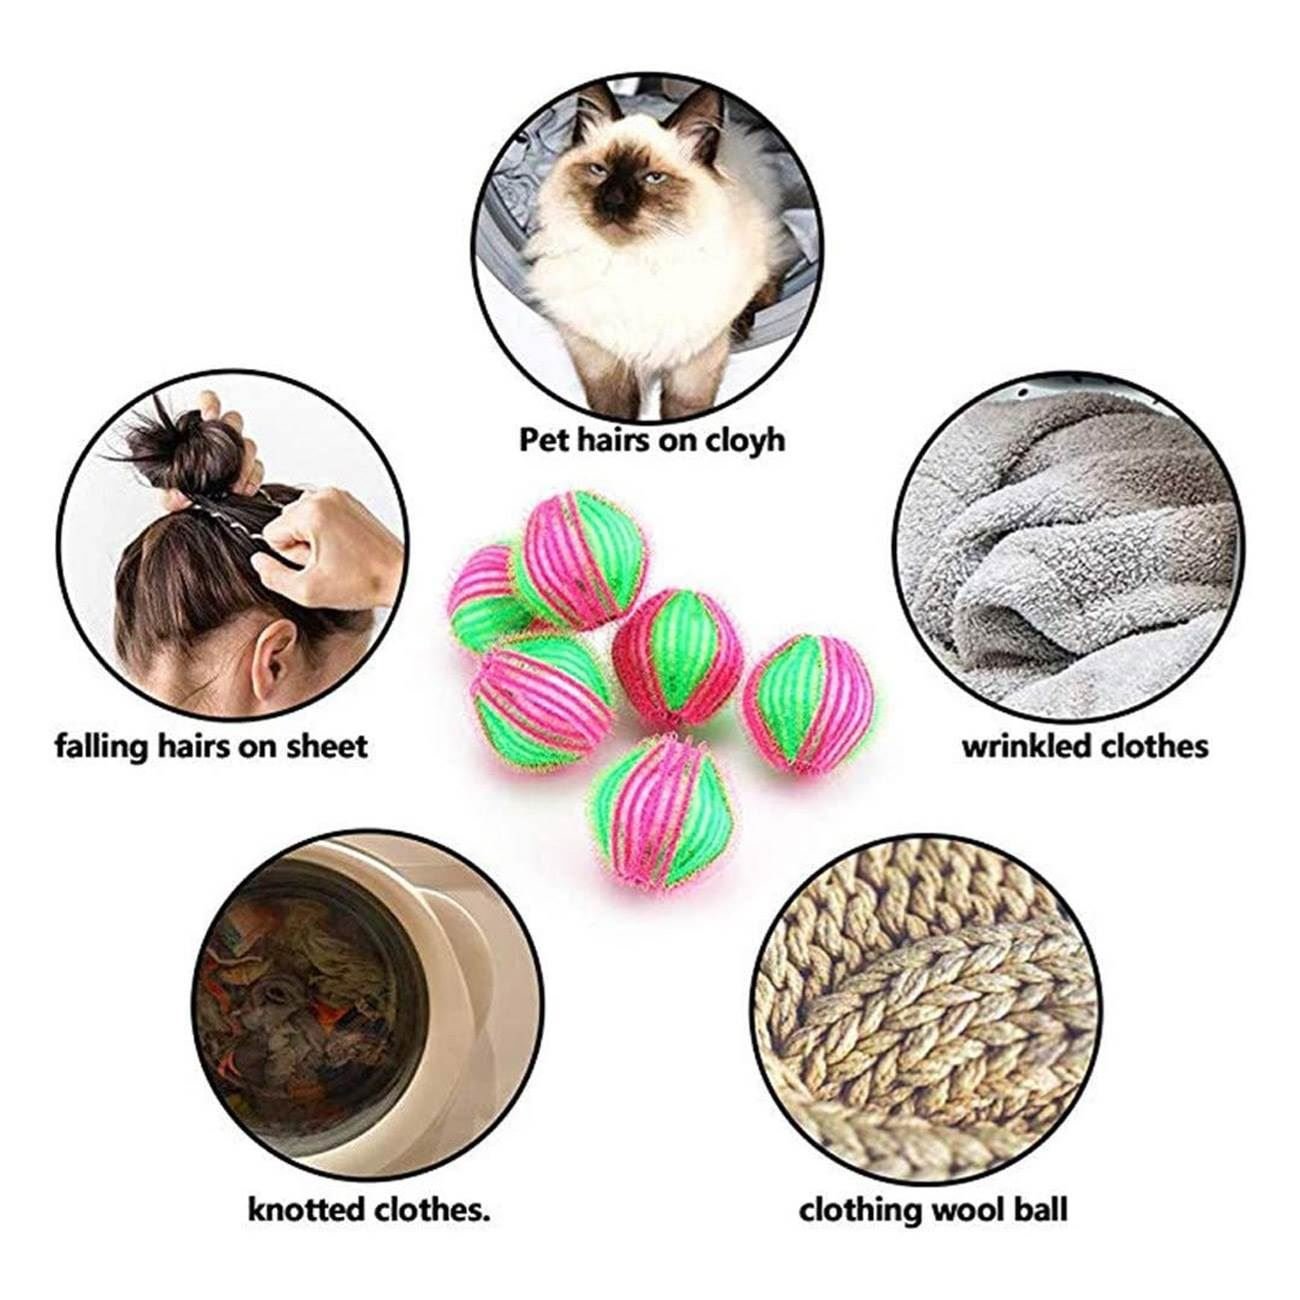 Pet hairs on cloyh
falling hairs on sheet
wrinkled clothes
knotted clothes.
clothing wool ball